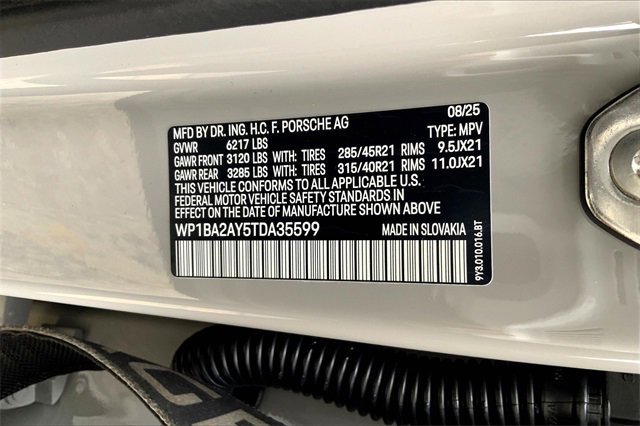 08/25
MFD BY DR. ING. H.C. F. PORSCHE AG
GVWR 6217 LBS TYPE: MPV
GAWR FRONT 3120 LBS WITH: TIRES 285/45R21 RIMS 9.5JX21
GAWR REAR 3285 LBS WITH: TIRES 315/40R21 RIMS 11.0JX21
THIS VEHICLE CONFORMS TO ALL APPLICABLE U.S.
FEDERAL MOTOR VEHICLE SAFETY STANDARDS
IN EFFECT ON THE DATE OF MANUFACTURE SHOWN ABOVE
WP1BA2AY5TDA35599 MADE IN SLOVAKIA
9Y3.010.016.BT